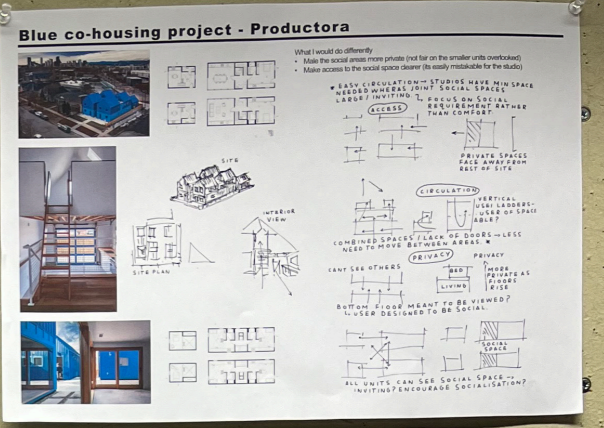 Blue co-housing project - Productora
What I would do differently
• Make the social areas more private (not fair on the smaller units overlooked)
• Make access to the social space clearer (its easily mistakable for the studio)
* EASY CIRCULATION → STUDIOS HAVE MIN SPACE
NEEDED WHERAS JOINT SOCIAL SPACES
LARGE / INVITING
↳ FOCUS ON SOCIAL
REQUIREMENT RATHER
THAN COMFORT
ACCESS
PRIVATE SPACES
FACE AWAY FROM
REST OF SITE
SITE
CIRCULATION
VERTICAL
USE! LADDERS-
USER OF SPACE
ABLE?
INTERIOR
VIEW
COMBINED SPACES / LACK OF DOORS → LESS
NEED TO MOVE BETWEEN AREAS. *
SITE PLAN
PRIVACY
CANT SEE OTHERS
PRIVACY
BED
LIVING
MORE
PRIVATE AS
FLOORS
RISE
BOTTOM FLOOR MEANT TO BE VIEWED?
↳ USER DESIGNED TO BE SOCIAL.
SOCIAL
SPACE
ALL UNITS CAN SEE SOCIAL SPACE →
INVITING? ENCOURAGE SOCIALISATION?